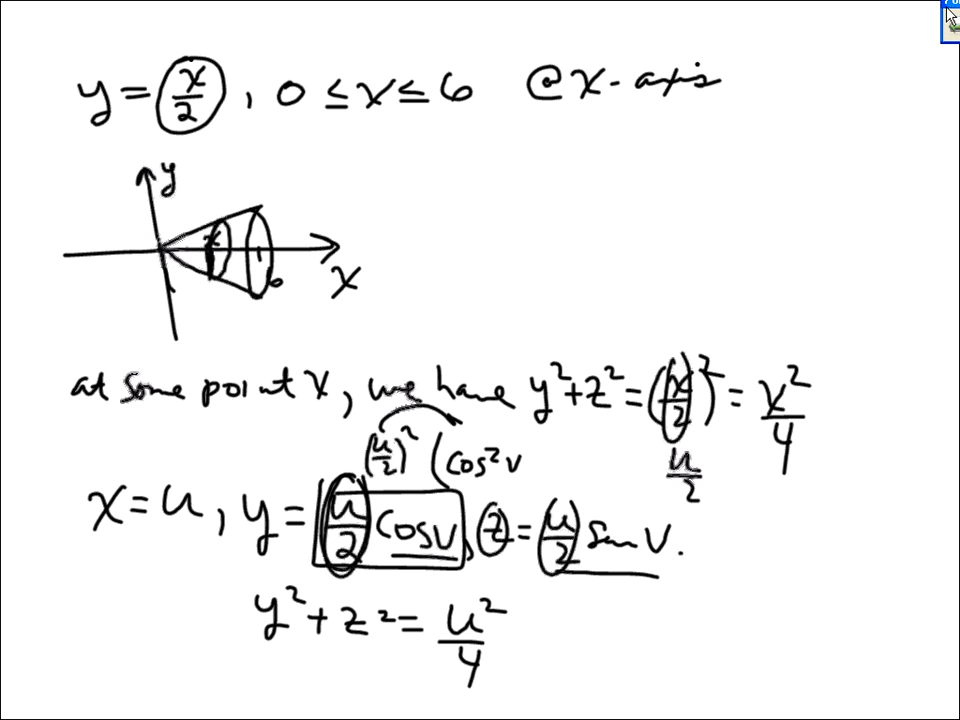 y = x/2 , 0 ≤ x ≤ 6 @ x-axis
y
x
6
x
at some point x, we have y² + z² = (x/2)² = x²/4
(u/2)² (cos² v
u/2
x = u, y = u/2 cos v, z = (u/2) sin v.
y² + z² = u²/4